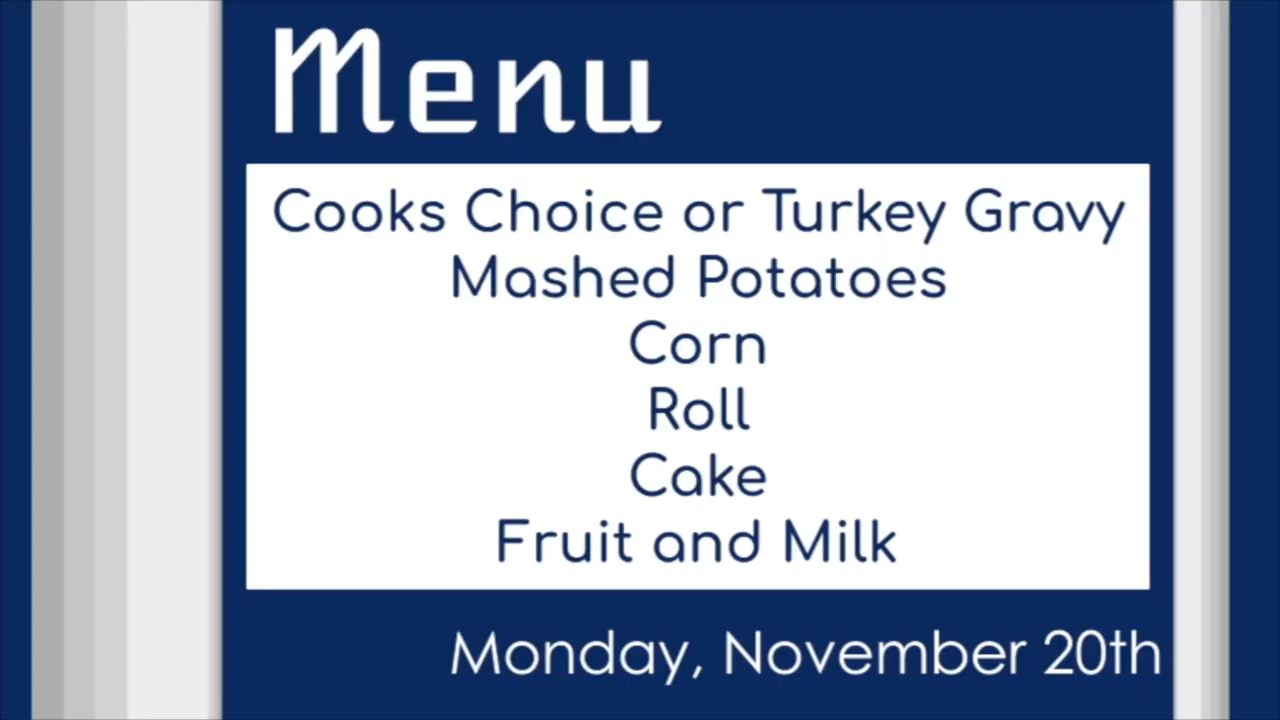 Menu
Cooks Choice or Turkey Gravy
Mashed Potatoes
Corn
Roll
Cake
Fruit and Milk
Monday, November 20th